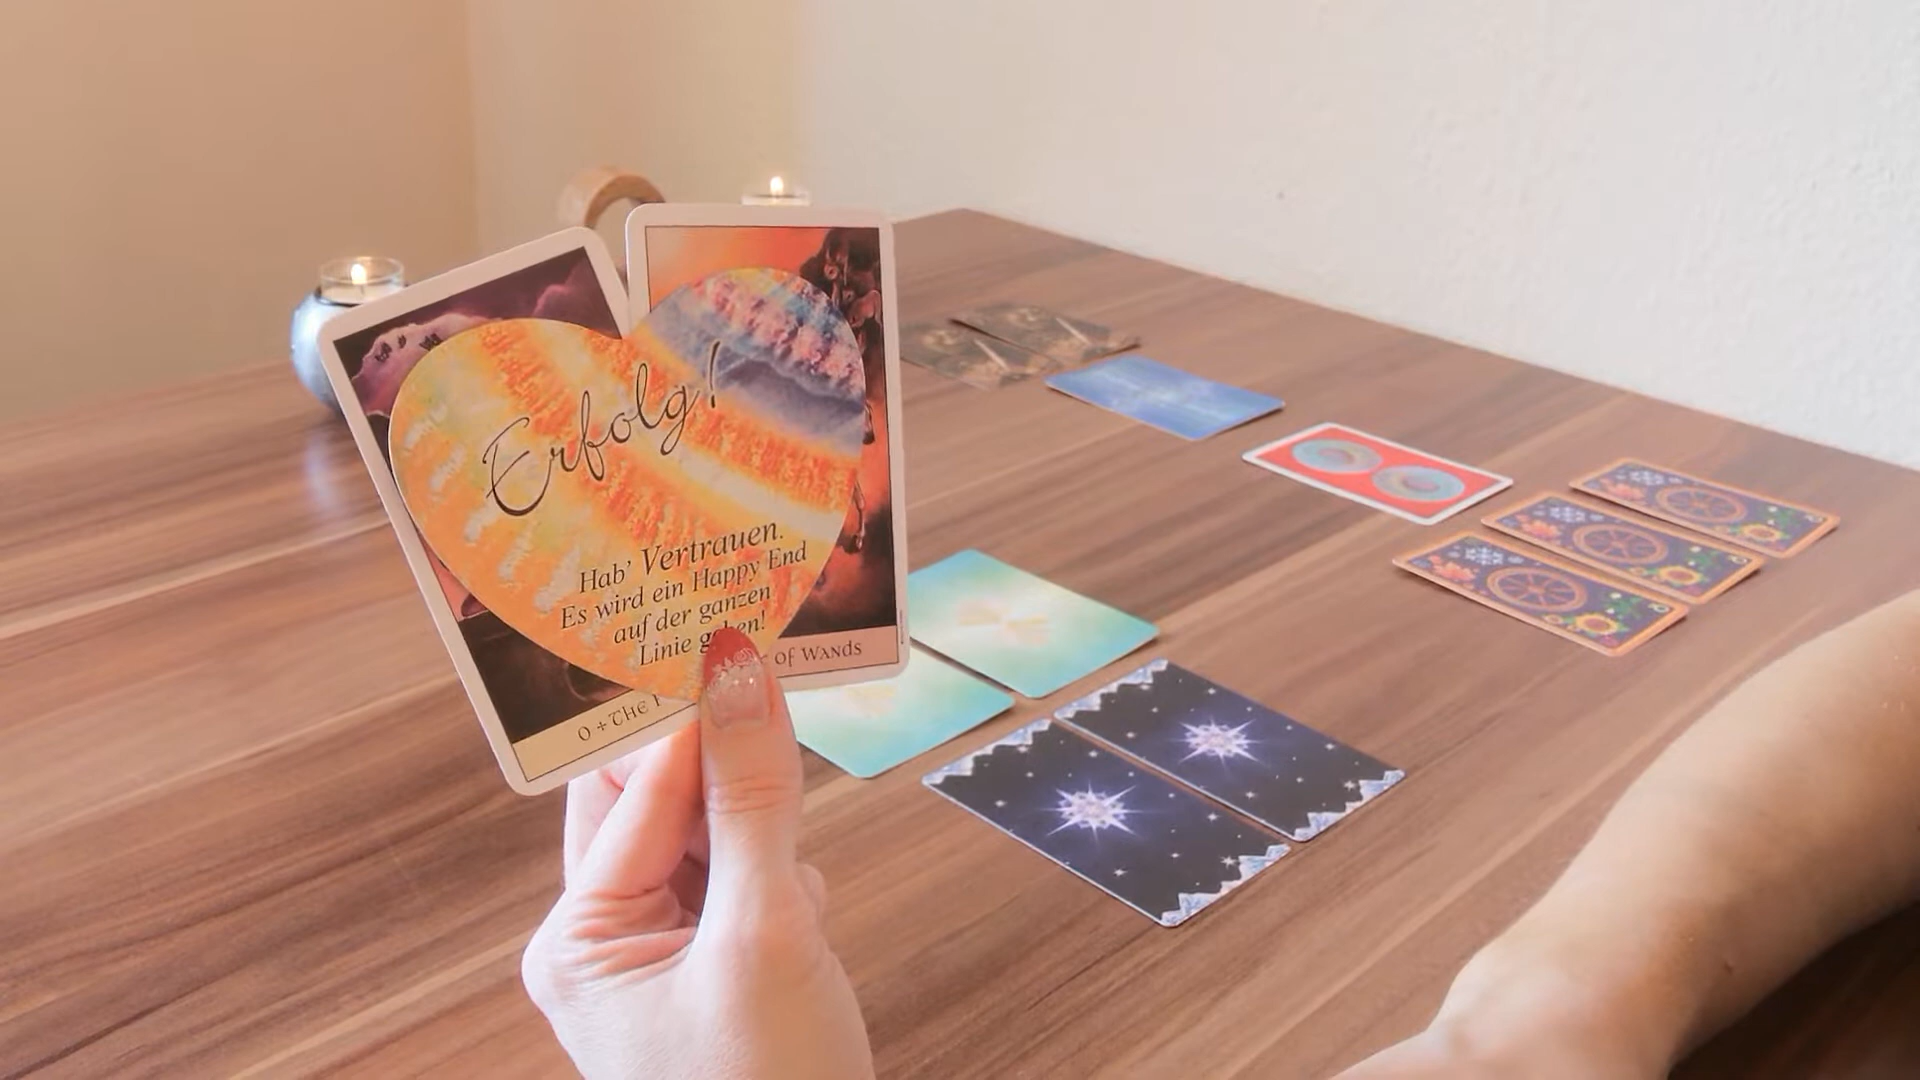 Erfolg!
Hab' Vertrauen.
Es wird ein Happy End
auf der ganzen
Linie
of Wands
0 + The